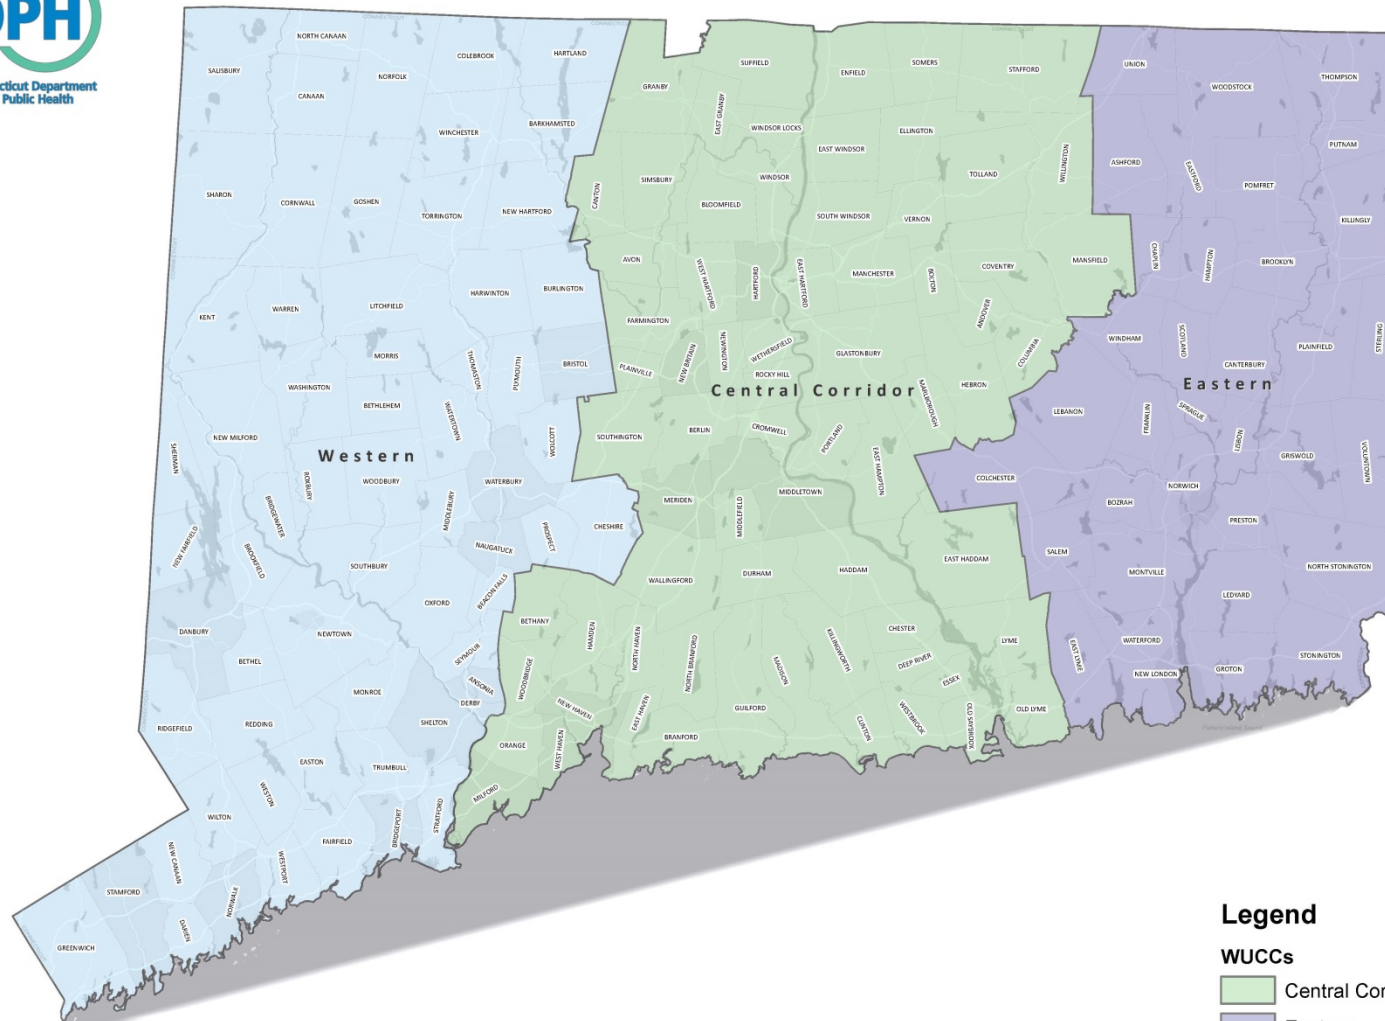 DPH
cticut Department
Public Health
NORTH CANAAN
COLEBROOK
HARTLAND
SALISBURY
NORFOLK
CANAAN
WINCHESTER
BARKHAMSTED
SHARON
CORNWALL
GOSHEN
TORRINGTON
NEW HARTFORD
KENT
WARREN
LITCHFIELD
HARWINTON
BURLINGTON
MORRIS
THOMASTON
PLYMOUTH
BRISTOL
WASHINGTON
BETHLEHEM
WATERTOWN
WOLCOTT
NEW MILFORD
SHERMAN
Western
ROXBURY
WOODBURY
WATERBURY
MIDDLEBURY
BRIDGEWATER
NEW FAIRFIELD
BROOKFIELD
SOUTHBURY
NAUGATUCK
PROSPECT
CHESHIRE
OXFORD
BEACON FALLS
DANBURY
NEWTOWN
BETHEL
SEYMOUR
ANSONIA
DERBY
MONROE
SHELTON
RIDGEFIELD
REDDING
EASTON
TRUMBULL
WESTON
WILTON
FAIRFIELD
BRIDGEPORT
STRATFORD
NEW CANAAN
WESTPORT
STAMFORD
NORWALK
DARIEN
GREENWICH
SUFFIELD
ENFIELD
SOMERS
STAFFORD
GRANBY
EAST GRANBY
WINDSOR LOCKS
ELLINGTON
EAST WINDSOR
WILLINGTON
CANTON
SIMSBURY
WINDSOR
TOLLAND
BLOOMFIELD
SOUTH WINDSOR
VERNON
AVON
WEST HARTFORD
HARTFORD
EAST HARTFORD
MANCHESTER
BOLTON
COVENTRY
MANSFIELD
ANDOVER
FARMINGTON
NEWINGTON
WETHERSFIELD
GLASTONBURY
COLUMBIA
PLAINVILLE
NEW BRITAIN
ROCKY HILL
HEBRON
MARLBOROUGH
Central Corridor
SOUTHINGTON
BERLIN
CROMWELL
PORTLAND
EAST HAMPTON
MERIDEN
MIDDLEFIELD
MIDDLETOWN
WALLINGFORD
DURHAM
HADDAM
EAST HADDAM
BETHANY
HAMDEN
NORTH HAVEN
NORTH BRANFORD
MADISON
KILLINGWORTH
CHESTER
DEEP RIVER
ESSEX
LYME
WOODBRIDGE
NEW HAVEN
EAST HAVEN
GUILFORD
BRANFORD
CLINTON
WESTBROOK
OLD SAYBROOK
OLD LYME
ORANGE
WEST HAVEN
MILFORD
UNION
WOODSTOCK
THOMPSON
ASHFORD
EASTFORD
POMFRET
PUTNAM
KILLINGLY
CHAPLIN
HAMPTON
BROOKLYN
WINDHAM
SCOTLAND
CANTERBURY
PLAINFIELD
STERLING
Eastern
LEBANON
FRANKLIN
SPRAGUE
LISBON
GRISWOLD
VOLUNTOWN
COLCHESTER
NORWICH
BOZRAH
PRESTON
SALEM
MONTVILLE
NORTH STONINGTON
LEDYARD
EAST LYME
WATERFORD
NEW LONDON
GROTON
STONINGTON
Legend
WUCCs
Central Cor